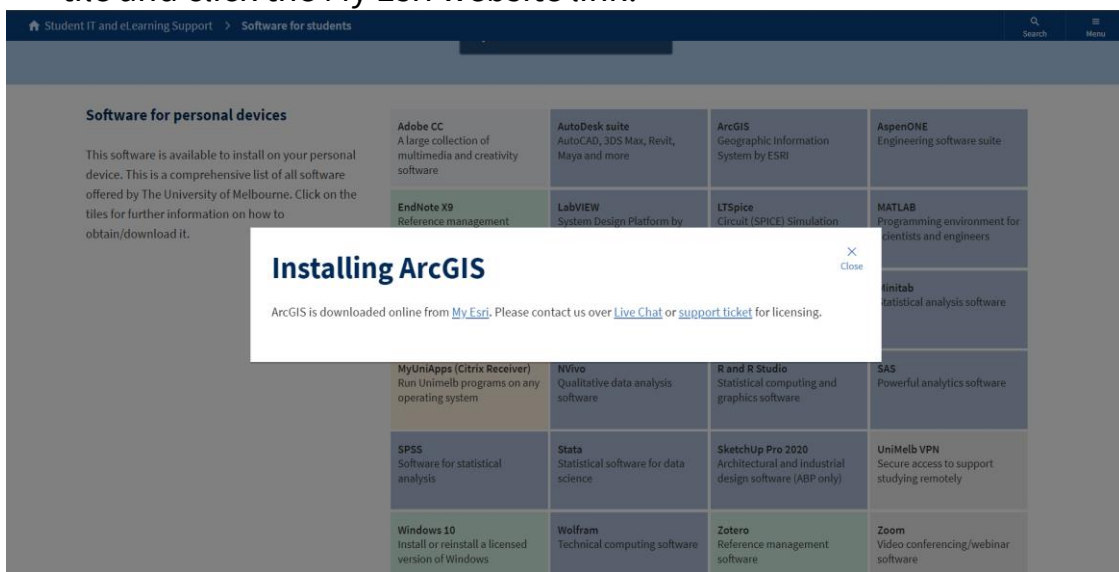 Student IT and eLearning Support > Software for students
Search
Menu
Software for personal devices
This software is available to install on your personal
device. This is a comprehensive list of all software
offered by The University of Melbourne. Click on the
tiles for further information on how to
obtain/download it.
Adobe CC
A large collection of
multimedia and creativity
software
AutoDesk suite
AutoCAD, 3DS Max, Revit,
Maya and more
ArcGIS
Geographic Information
System by ESRI
AspenONE
Engineering software suite
EndNote X9
Reference management
LabVIEW
System Design Platform by
LTSpice
Circuit (SPICE) Simulation
MATLAB
Programming environment for
scientists and engineers
Installing ArcGIS
Close
ArcGIS is downloaded online from My Esri. Please contact us over Live Chat or support ticket for licensing.
Minitab
Statistical analysis software
MyUniApps (Citrix Receiver)
Run Unimelb programs on any
operating system
NVivo
Qualitative data analysis
software
R and R Studio
Statistical computing and
graphics software
SAS
Powerful analytics software
SPSS
Software for statistical
analysis
Stata
Statistical software for data
science
SketchUp Pro 2020
Architectural and industrial
design software (ABP only)
UniMelb VPN
Secure access to support
studying remotely
Windows 10
Install or reinstall a licensed
version of Windows
Wolfram
Technical computing software
Zotero
Reference management
software
Zoom
Video conferencing/webinar
software